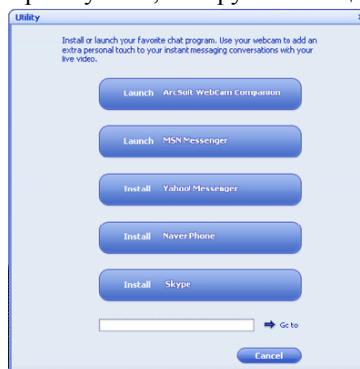 Utility
Install or launch your favorite chat program. Use your webcam to add an
extra personal touch to your instant messaging conversations with your
live video.
Launch ArcSoft WebCam Companion
Launch MSN Messenger
Install Yahoo! Messenger
Install Naver Phone
Install Skype
Go to
Cancel